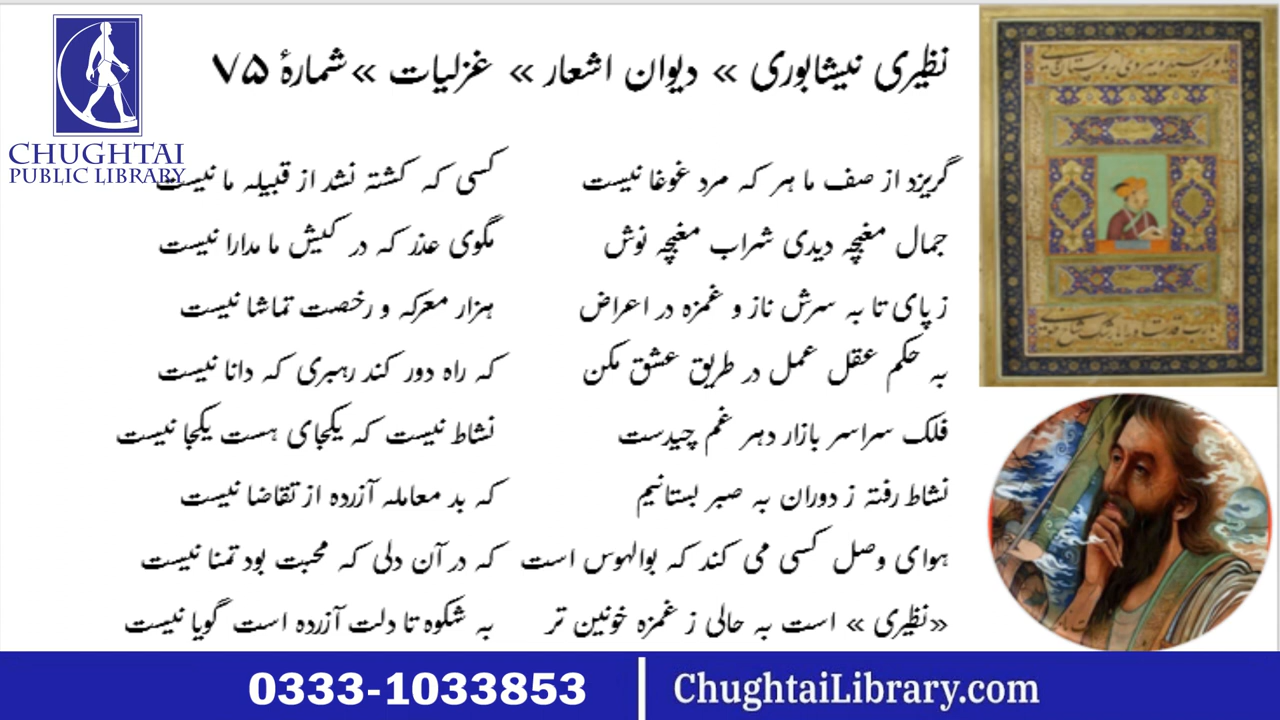 CHUGHTAI
PUBLIC LIBRARY
نظیری نیشابوری » دیوان اشعار » غزلیات » شمارهٔ ۷۵
گریزد از صف ما هر که مرد غوغا نیست کسی که کشته نشد از قبیله ما نیست
جمال مغبچه دیدی شراب مغبچه نوش مگوی عذر که در کیش ما مدارا نیست
ز پای تا به سرش ناز و غمزه در اعراض هزار معرکه و رخصت تماشا نیست
به حکم عقل عمل در طریق عشق مکن که راه دور کند رهبری که دانا نیست
فلک سراسر بازار دهر غم چیدست نشاط نیست که یکجای هست یکجا نیست
نشاط رفته ز دوران به صبر بستانیم که بد معامله آزرده از تقاضا نیست
هوای وصل کسی می کند که بوالهوس است که در آن دلی که محبت بود تمنا نیست
«نظیری » است به حالی ز غمزه خونین تر به شکوه تا دلت آزرده است گویا نیست
0333-1033853 | ChughtaiLibrary.com